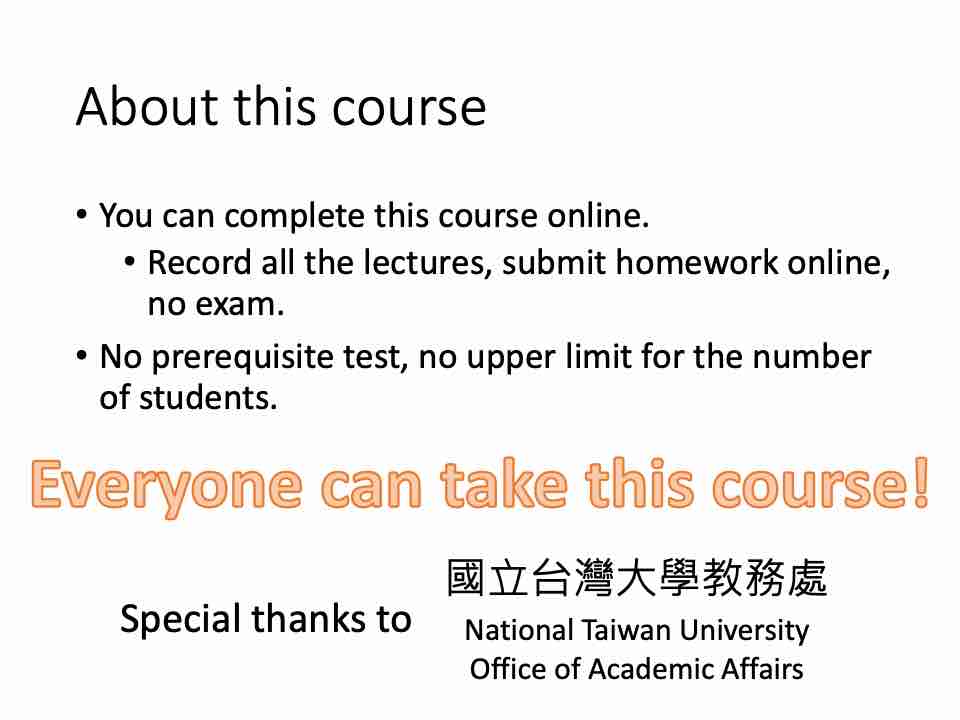 About this course
• You can complete this course online.
• Record all the lectures, submit homework online,
no exam.
• No prerequisite test, no upper limit for the number
of students.
Everyone can take this course!
Special thanks to
國立台灣大學教務處
National Taiwan University
Office of Academic Affairs